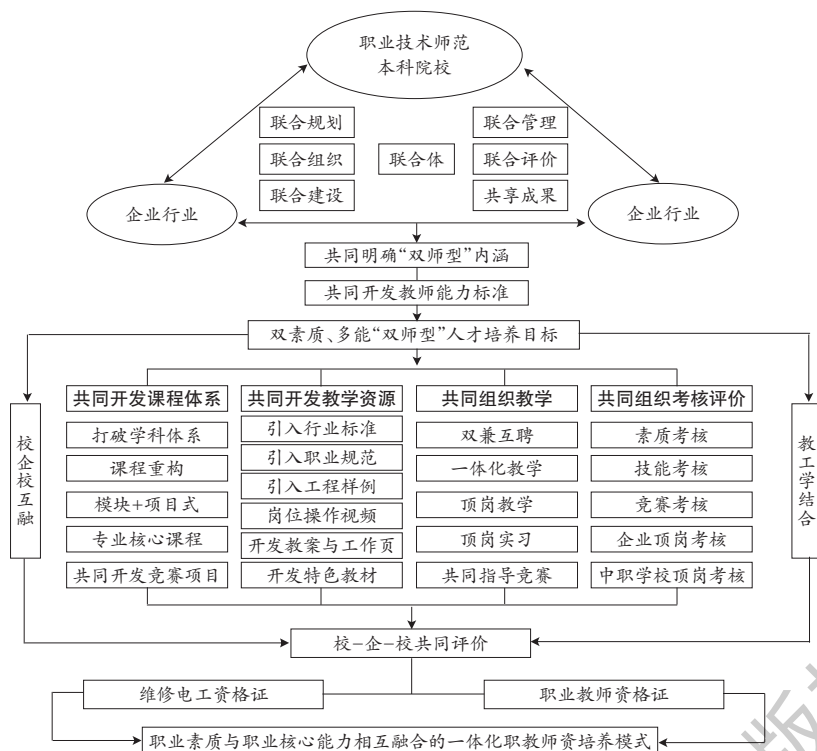 职业技术师范
本科院校
联合规划
联合管理
联合组织
联合体
联合评价
联合建设
共享成果
企业行业
企业行业
共同明确“双师型”内涵
共同开发教师能力标准
双素质、多能“双师型”人才培养目标
校企校互融
共同开发课程体系
打破学科体系
课程重构
模块+项目式
专业核心课程
共同开发竞赛项目
共同开发教学资源
引入行业标准
引入职业规范
引入工程样例
岗位操作视频
开发教案与工作页
开发特色教材
共同组织教学
双兼互聘
一体化教学
顶岗教学
顶岗实习
共同指导竞赛
共同组织考核评价
素质考核
技能考核
竞赛考核
企业顶岗考核
中职学校顶岗考核
教工学结合
校-企-校共同评价
维修电工资格证
职业教师资格证
职业素质与职业核心能力相互融合的一体化职教师资培养模式